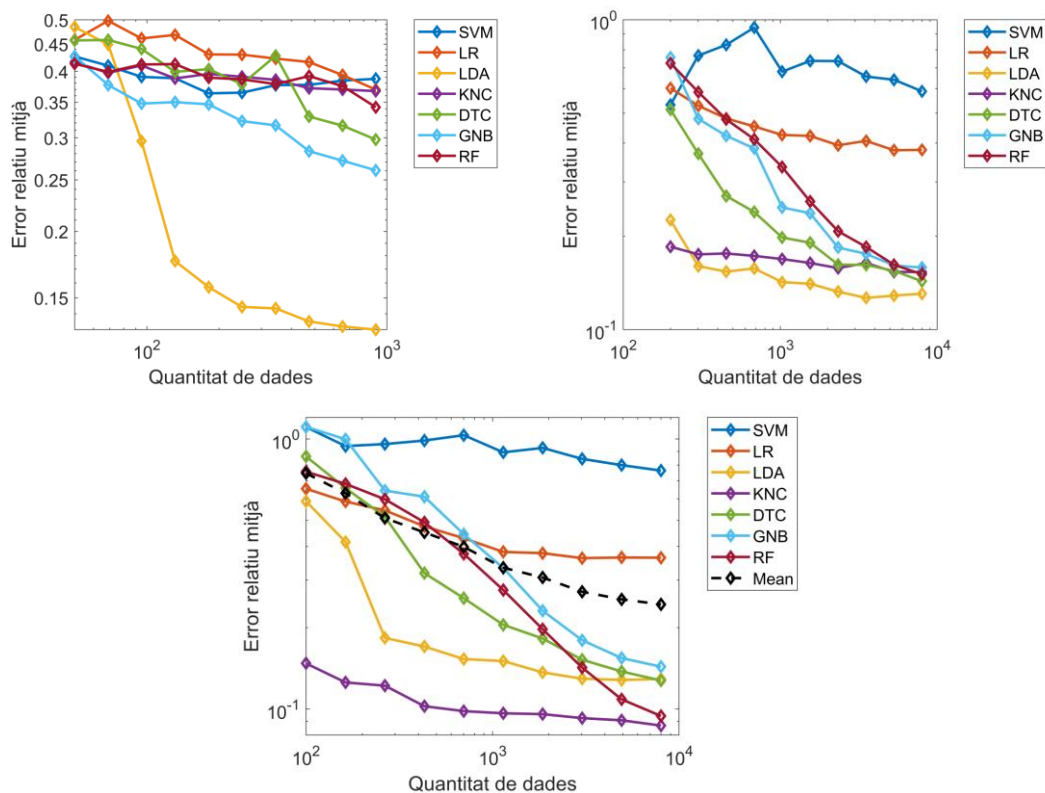 Error relatiu mitjà
0.5
0.45
0.4
0.35
0.3
0.25
0.2
0.15
10²
10³
Quantitat de dades
SVM
LR
LDA
KNC
DTC
GNB
RF
Error relatiu mitjà
10⁰
10⁻¹
10²
10³
10⁴
Quantitat de dades
SVM
LR
LDA
KNC
DTC
GNB
RF
Error relatiu mitjà
10⁰
10⁻¹
10²
10³
10⁴
Quantitat de dades
SVM
LR
LDA
KNC
DTC
GNB
RF
Mean